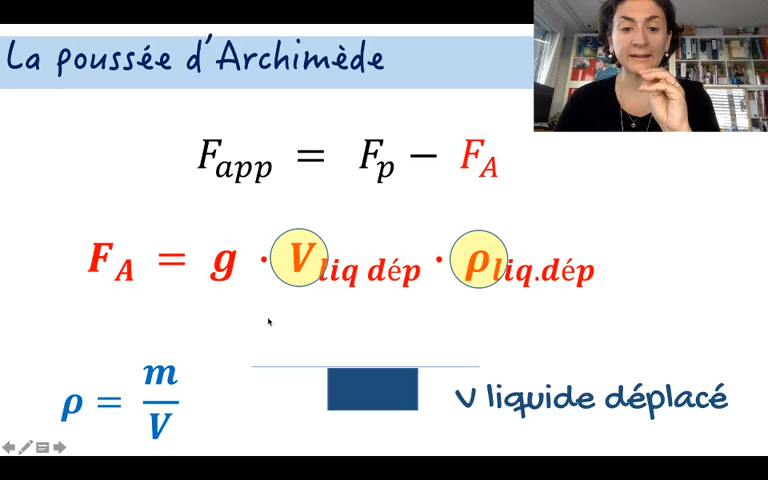 La poussée d'Archimède
F_app = F_p − F_A
F_A = g · V_liq dép · ρ_liq.dép
ρ = m/V
V liquide déplacé